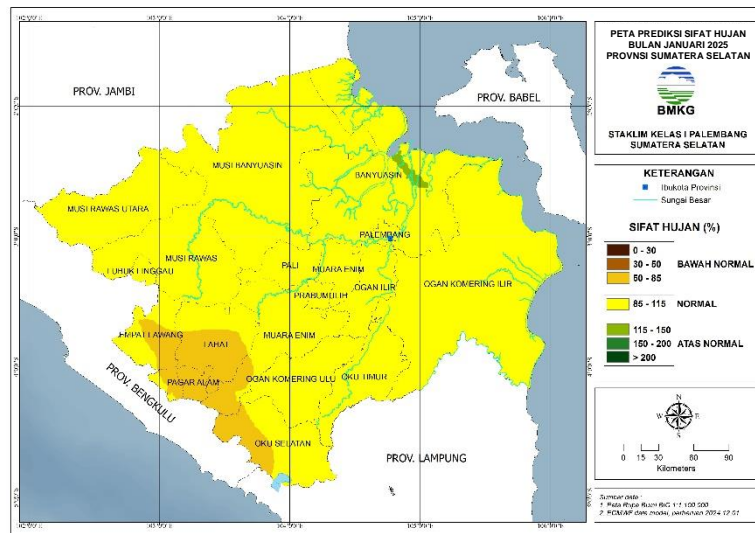 PETA PREDIKSI SIFAT HUJAN
BULAN JANUARI 2025
PROVNSI SUMATERA SELATAN
BMKG
STAKLIM KELAS I PALEMBANG
SUMATERA SELATAN
KETERANGAN
Ibukota Provinsi
Sungai Besar
SIFAT HUJAN (%)
0 - 30
30 - 50
50 - 85
BAWAH NORMAL
85 - 115
NORMAL
115 - 150
150 - 200
> 200
ATAS NORMAL
N
W
E
S
0 15 30 60 90
Kilometers
Sumber data :
PROV. JAMBI
PROV. BABEL
MUSI BANYUASIN
BANYUASIN
MUSI RAWAS UTARA
PALEMBANG
MUSI RAWAS
LUBUK LINGGAU
PALI
MUARA ENIM
PRABUMULIH
OGAN ILIR
OGAN KOMERING ILIR
EMPAT LAWANG
LAHAT
MUARA ENIM
PAGAR ALAM
OGAN KOMERING ULU
OKU TIMUR
PROV. BENGKULU
OKU SELATAN
PROV. LAMPUNG